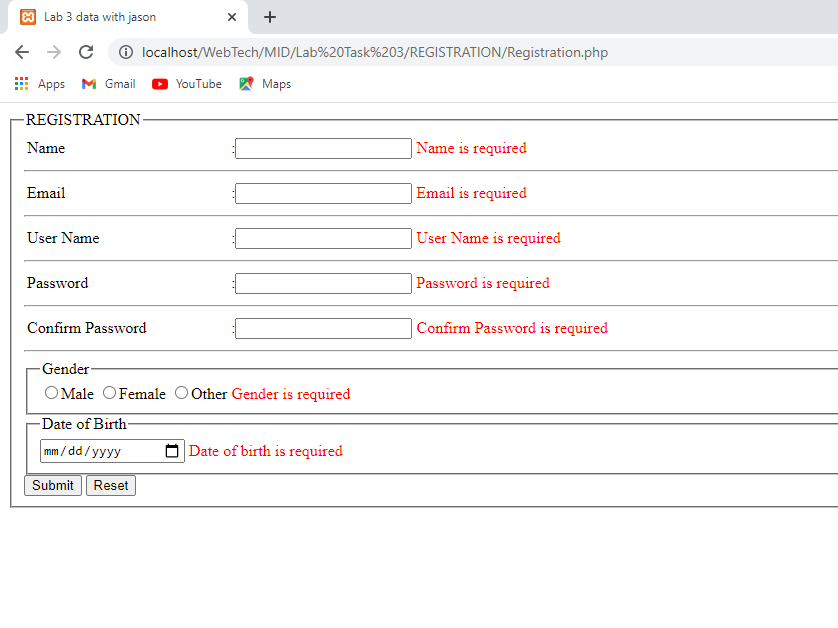 Lab 3 data with jason
localhost/WebTech/MID/Lab%20Task%203/REGISTRATION/Registration.php
Apps Gmail YouTube Maps
REGISTRATION
Name : Name is required
Email : Email is required
User Name : User Name is required
Password : Password is required
Confirm Password : Confirm Password is required
Gender
Male Female Other Gender is required
Date of Birth
mm/dd/yyyy Date of birth is required
Submit Reset